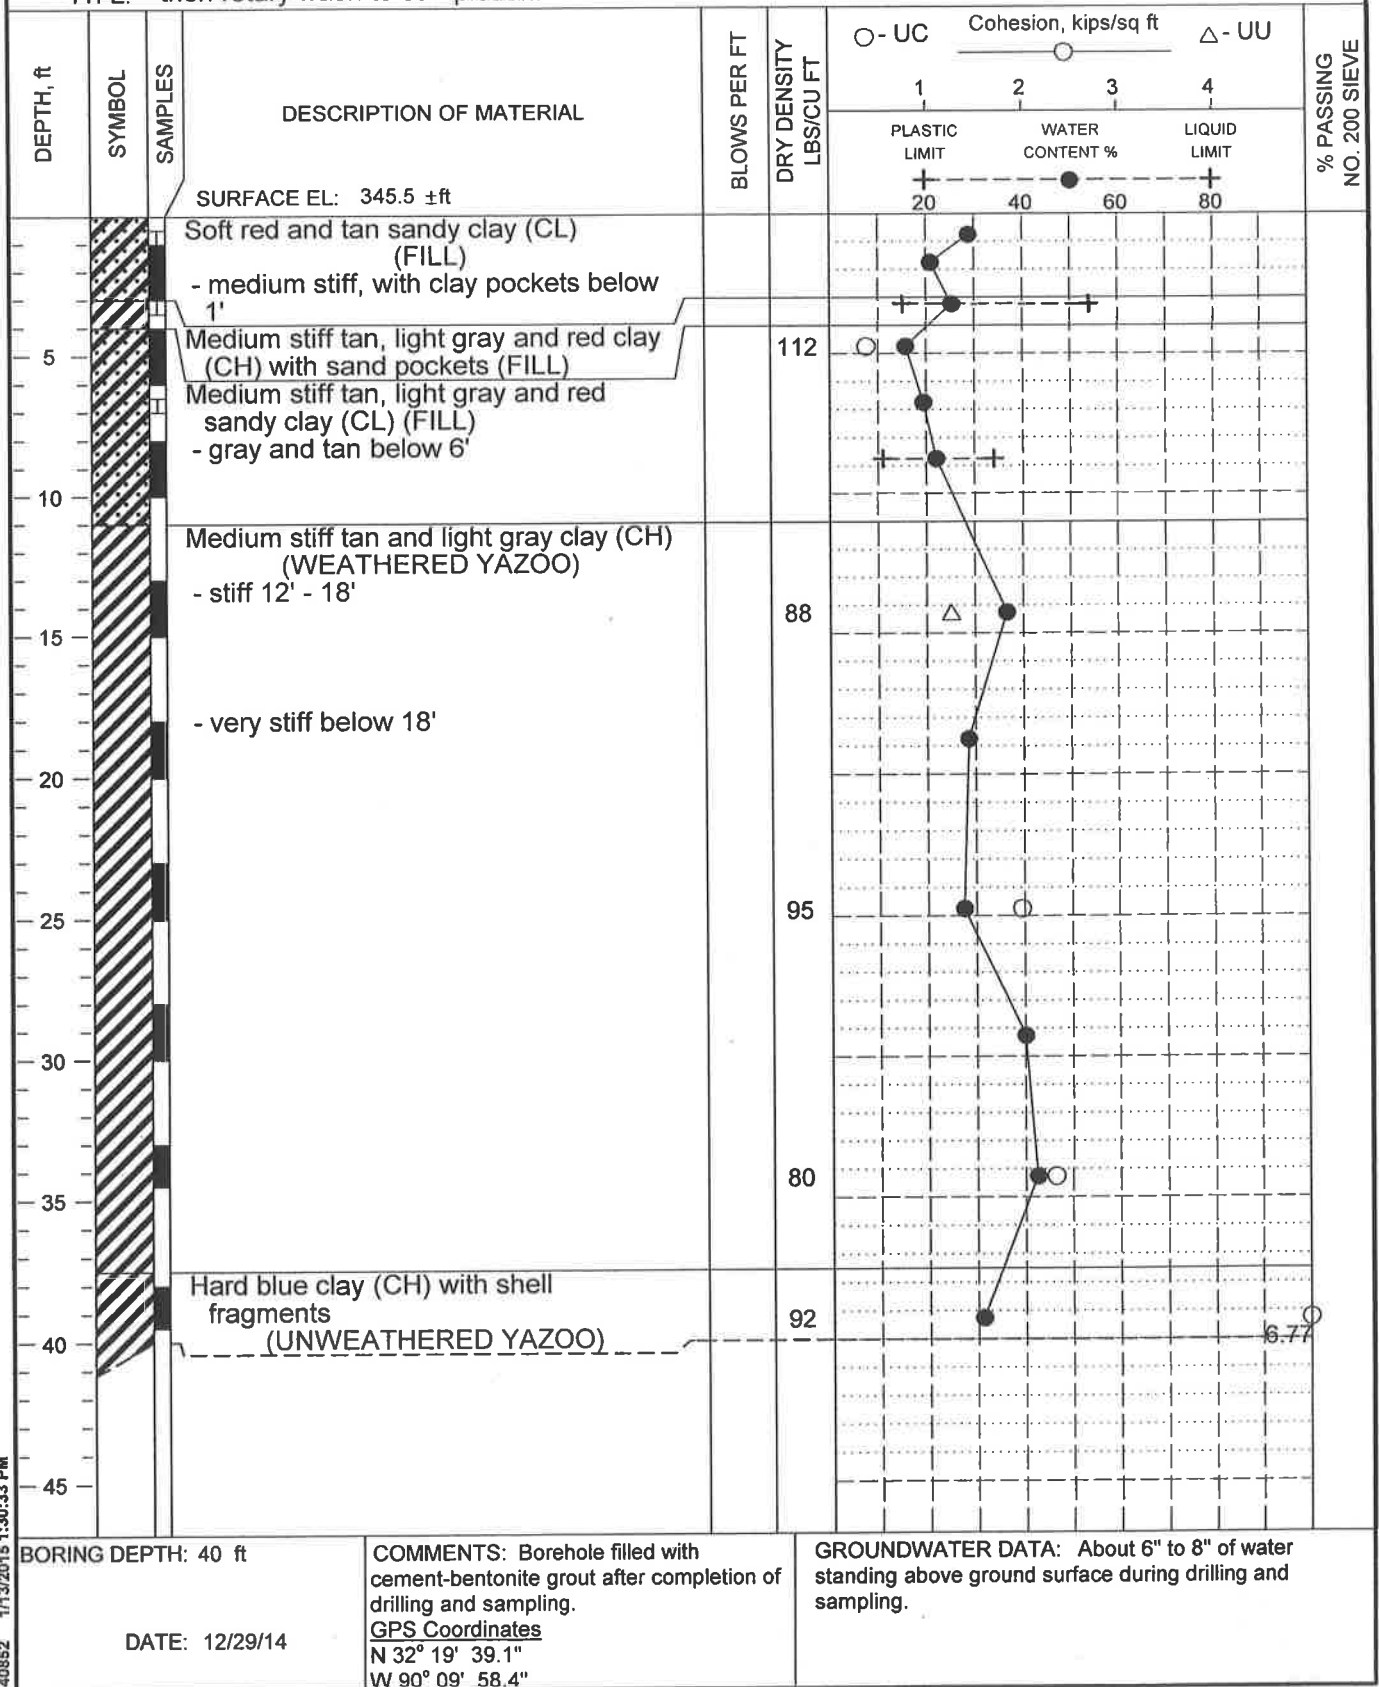 DEPTH, ft
SYMBOL
SAMPLES
DESCRIPTION OF MATERIAL
SURFACE EL: 345.5 ±ft
BLOWS PER FT
DRY DENSITY
LBS/CU FT
O - UC
Cohesion, kips/sq ft
△ - UU
1 2 3 4
PLASTIC
LIMIT
WATER
CONTENT %
LIQUID
LIMIT
20 40 60 80
% PASSING
NO. 200 SIEVE
Soft red and tan sandy clay (CL)
(FILL)
- medium stiff, with clay pockets below
1'
Medium stiff tan, light gray and red clay
(CH) with sand pockets (FILL)
5
112
Medium stiff tan, light gray and red
sandy clay (CL) (FILL)
- gray and tan below 6'
10
Medium stiff tan and light gray clay (CH)
(WEATHERED YAZOO)
- stiff 12' - 18'
88
15
- very stiff below 18'
20
95
25
30
80
35
Hard blue clay (CH) with shell
fragments
(UNWEATHERED YAZOO)
92
6.77
40
45
BORING DEPTH: 40 ft
DATE: 12/29/14
COMMENTS: Borehole filled with
cement-bentonite grout after completion of
drilling and sampling.
GPS Coordinates
N 32° 19' 39.1"
W 90° 09' 58.4"
GROUNDWATER DATA: About 6" to 8" of water
standing above ground surface during drilling and
sampling.
40852 1/13/2015 1:30:33 PM